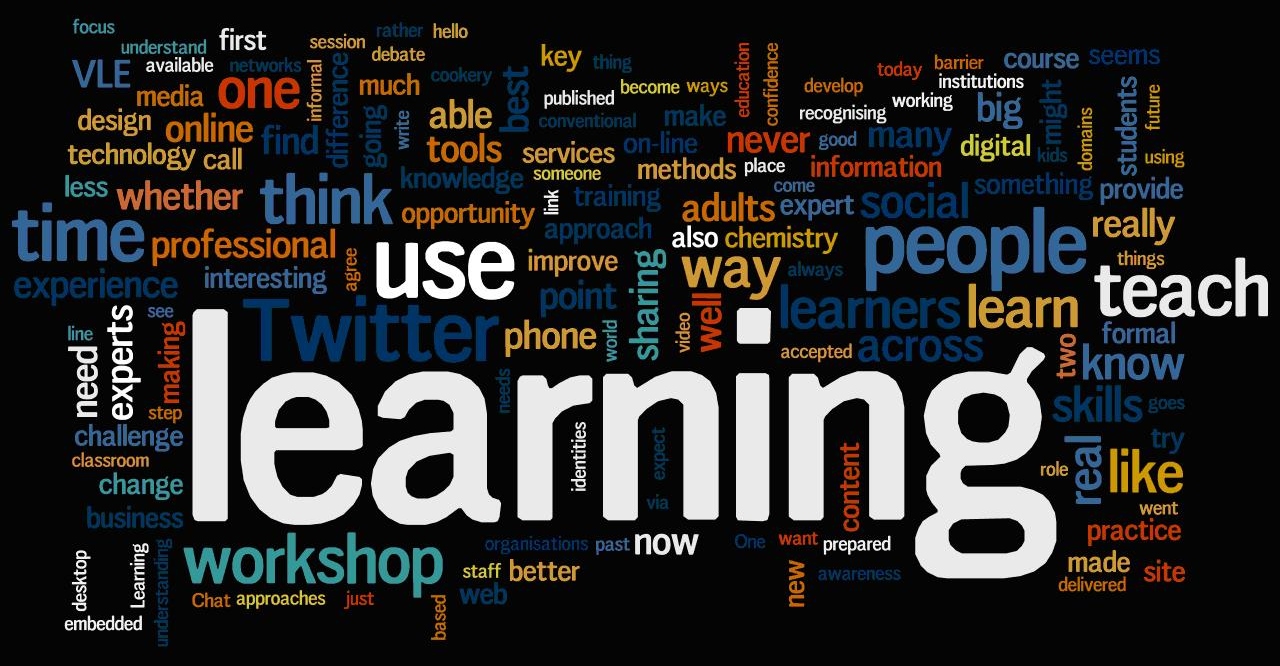 focus
understand
first
session
rather
hello
debate
VLE
available
networks
informal
difference
much
cookery
best
key
thing
education
confidence
today
barrier
course
seems
media
one
going
write
able
published
become
ways
develop
institutions
working
recognising
big
might
students
future
design
online
find
conventional
make
technology
call
tools
services
on-line
never
good
many
digital
kids
domains
using
less
whether
think
knowledge
someone
methods
place
information
come
something
provide
link
training
time
professional
opportunity
approach
adults
expert
social
also
chemistry
people
really
things
experience
interesting
agree
use
improve
point
sharing
way
always
teach
see
line
need
experts
making
Twitter
phone
world
video
well
learners
learn
formal
accepted
across
two
know
step
learning
needs
identities
expect
via
content
skills
goes
challenge
classroom
change
business
try
role
real
like
went
practice
desktop
Learning
understanding
embedded
workshop
organisations
past
now
One
want
prepared
made
delivered
site
staff
better
new
awareness
Chat
approaches
just
based
web